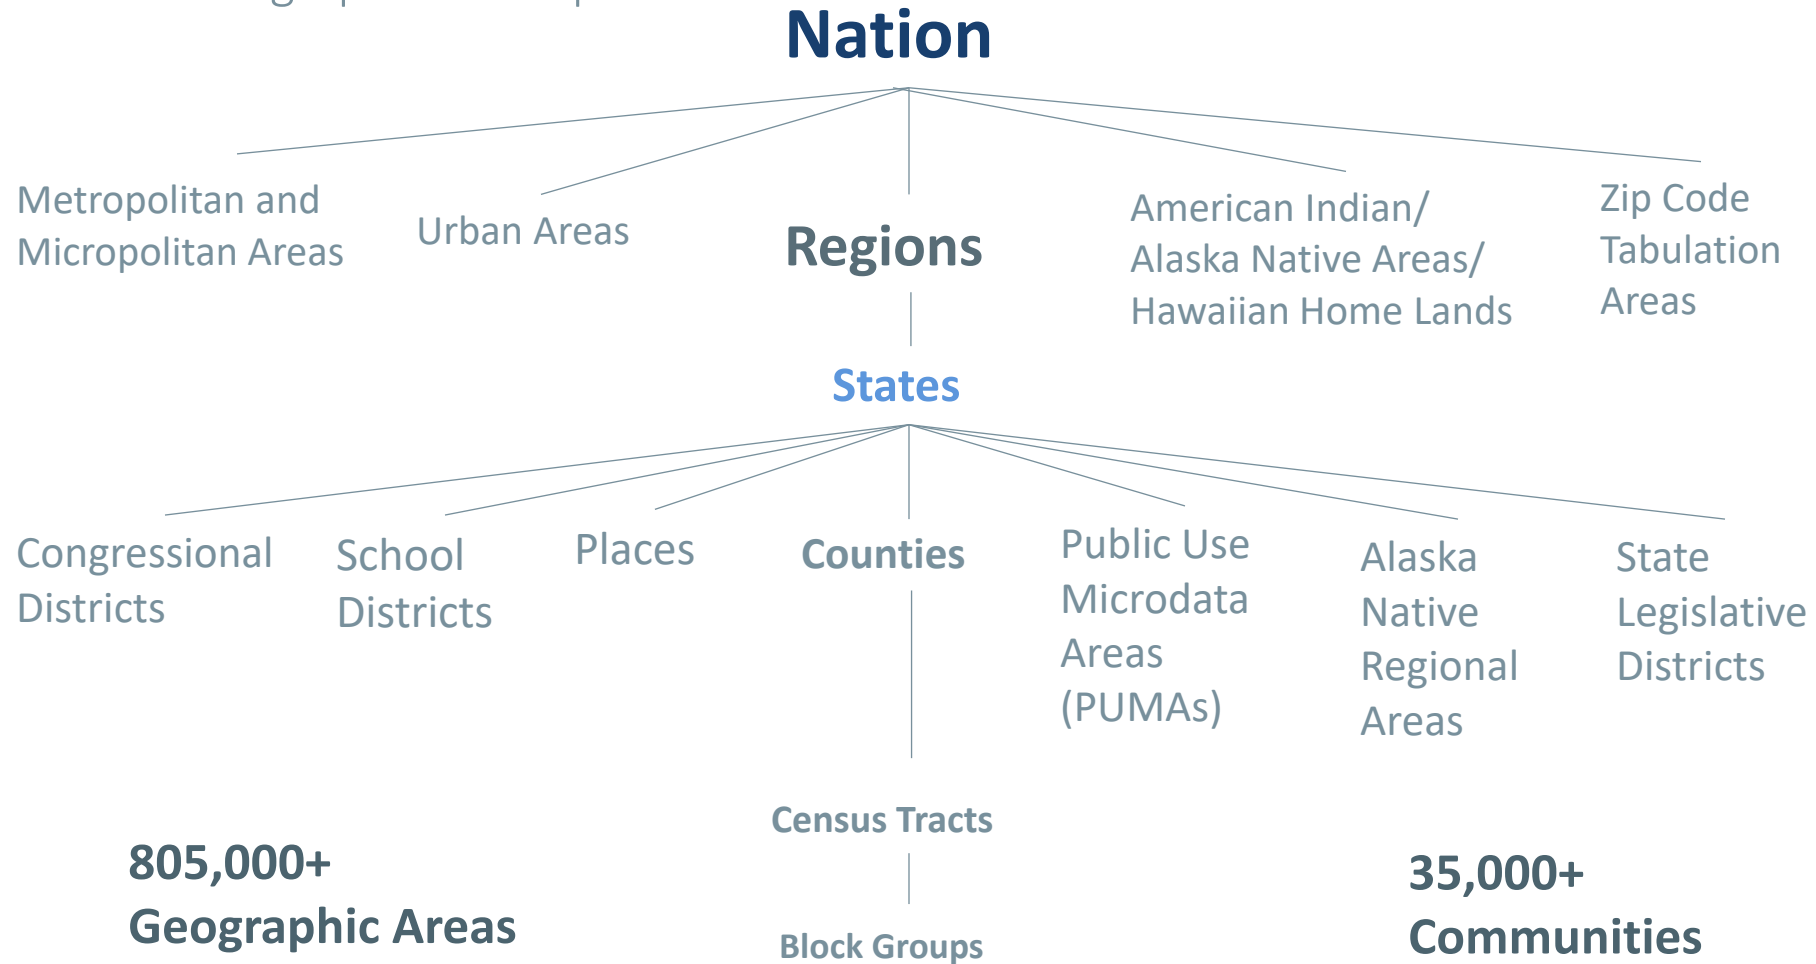 Nation
Metropolitan and
Micropolitan Areas
Urban Areas
Regions
American Indian/
Alaska Native Areas/
Hawaiian Home Lands
Zip Code
Tabulation
Areas
States
Congressional
Districts
School
Districts
Places
Counties
Public Use
Microdata
Areas
(PUMAs)
Alaska
Native
Regional
Areas
State
Legislative
Districts
Census Tracts
805,000+
Geographic Areas
35,000+
Communities
Block Groups